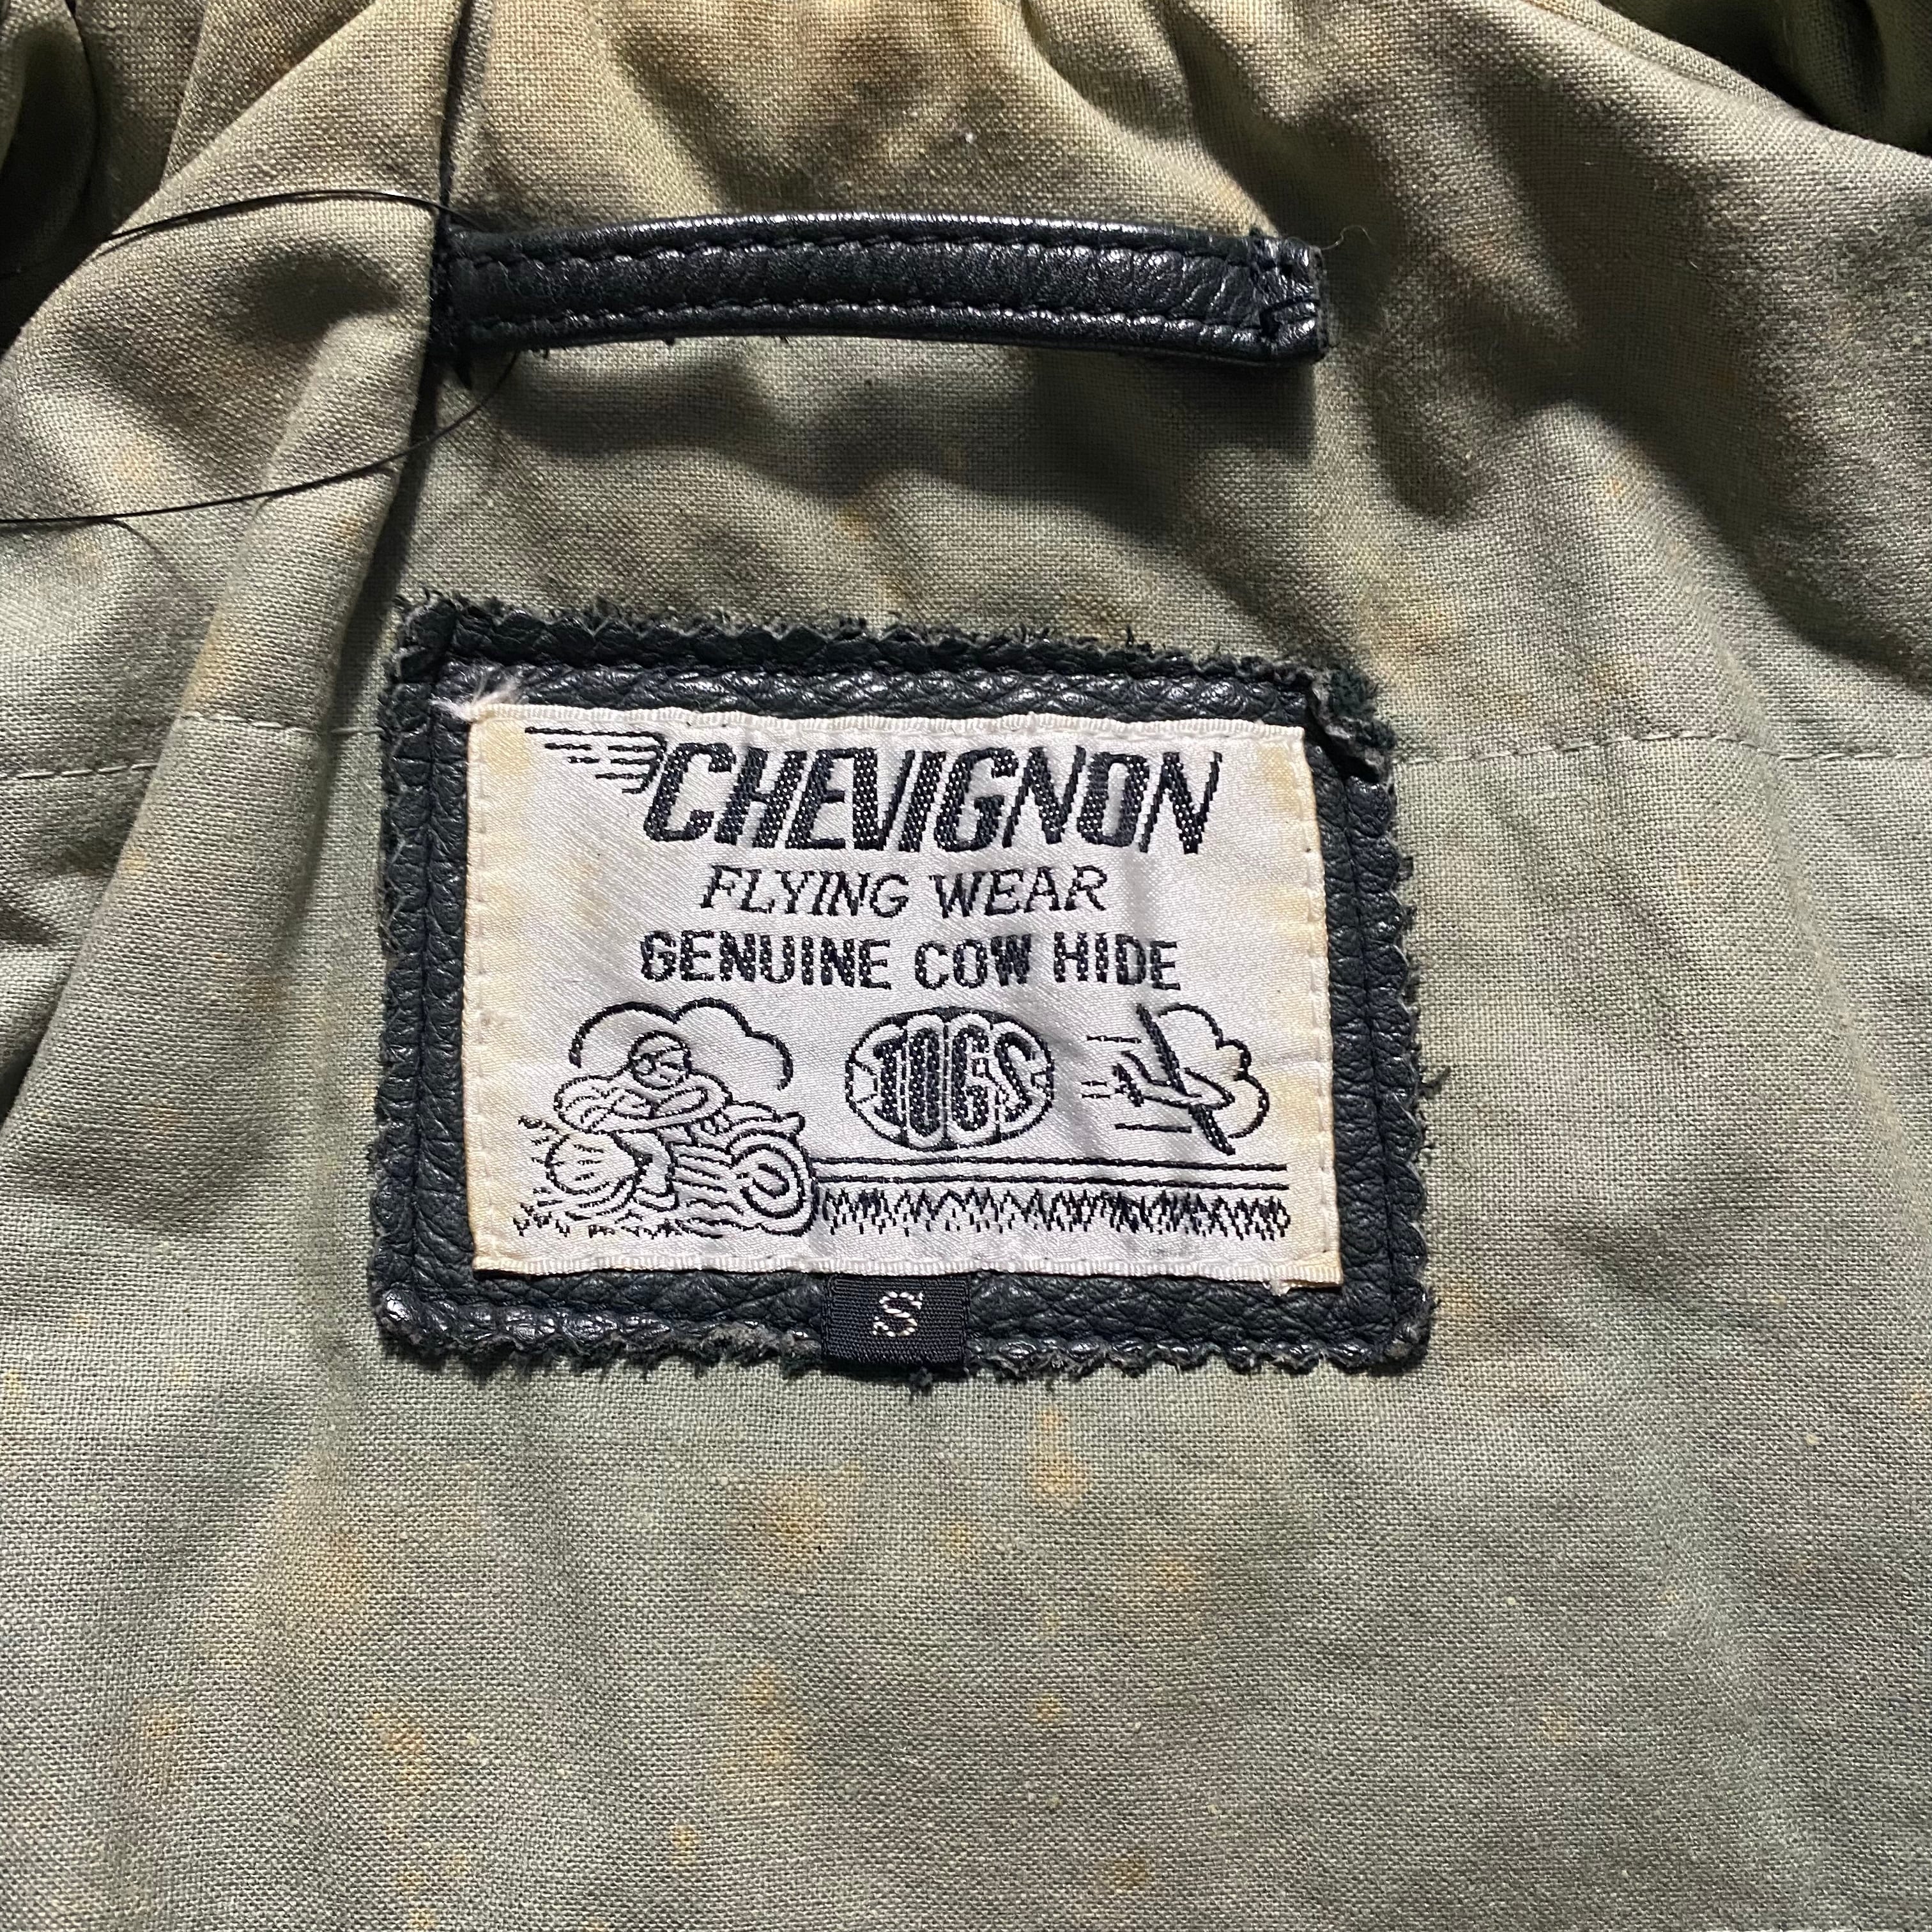 CHEVIGNON
FLYING WEAR
GENUINE COW HIDE
TOGS
S